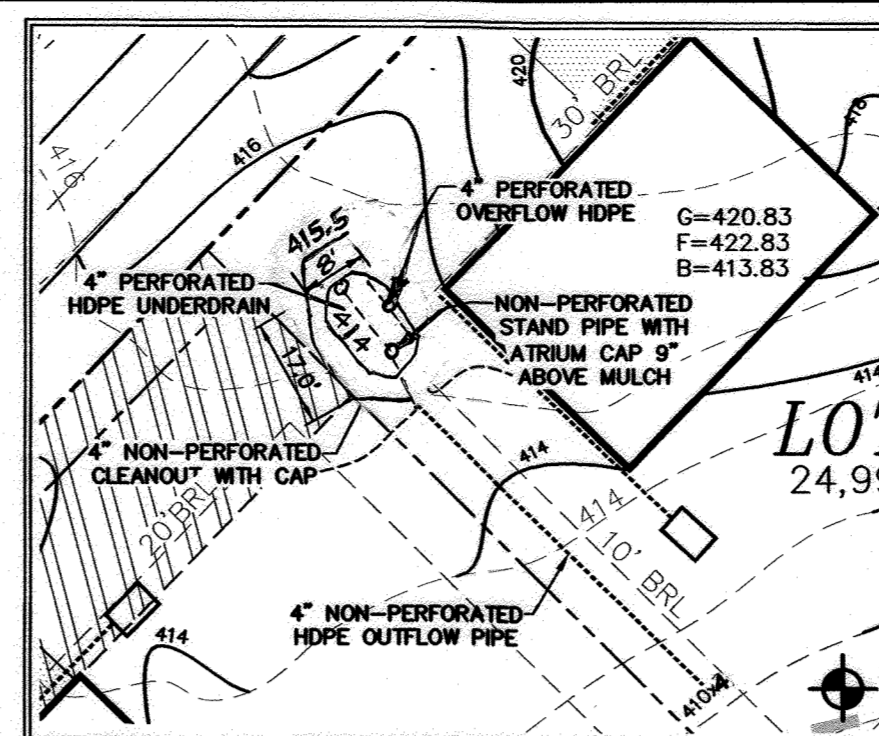 420
30' BRL
416
416
418
4" PERFORATED
OVERFLOW HDPE
G=420.83
F=422.83
B=413.83
415.5
8'
4" PERFORATED
HDPE UNDERDRAIN
414
NON-PERFORATED
STAND PIPE WITH
ATRIUM CAP 9"
ABOVE MULCH
17.0'
414
LOT
24,99
4" NON-PERFORATED
CLEANOUT WITH CAP
414
414
20' BRL
10' BRL
4" NON-PERFORATED
HDPE OUTFLOW PIPE
414
410x4